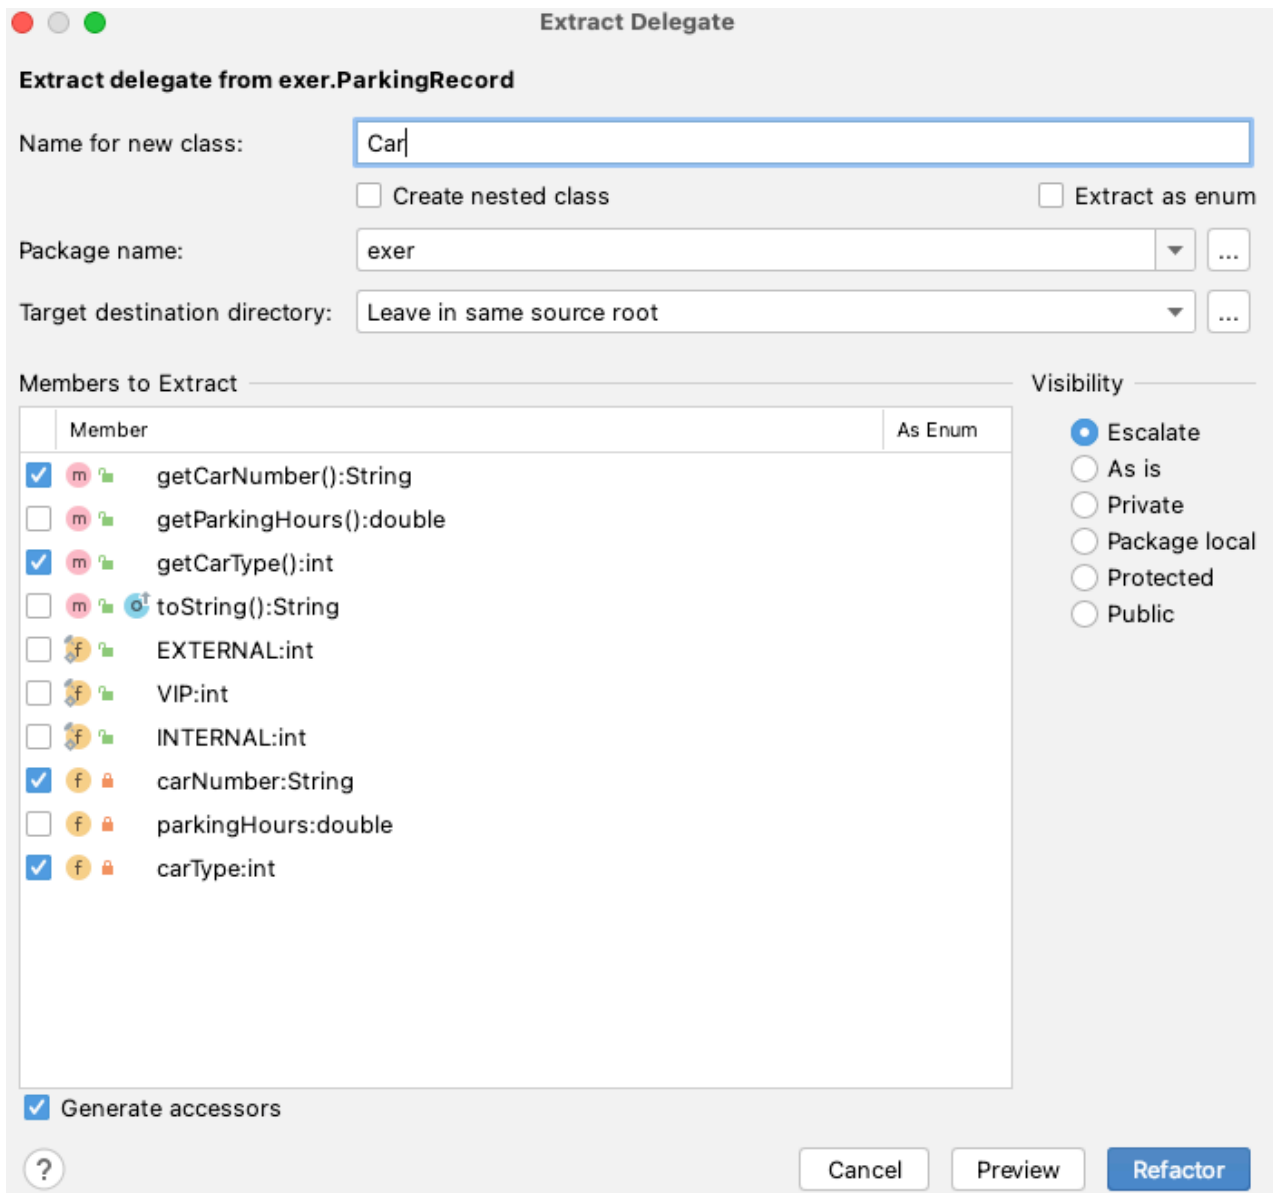 Extract Delegate
Extract delegate from exer.ParkingRecord
Name for new class: Car
Create nested class Extract as enum
Package name: exer ...
Target destination directory: Leave in same source root ...
Members to Extract Visibility
Member As Enum
Escalate
m getCarNumber():String
As is
m getParkingHours():double
Private
m getCarType():int
Package local
m o toString():String
Protected
f EXTERNAL:int
Public
f VIP:int
f INTERNAL:int
f carNumber:String
f parkingHours:double
f carType:int
Generate accessors
? Cancel Preview Refactor